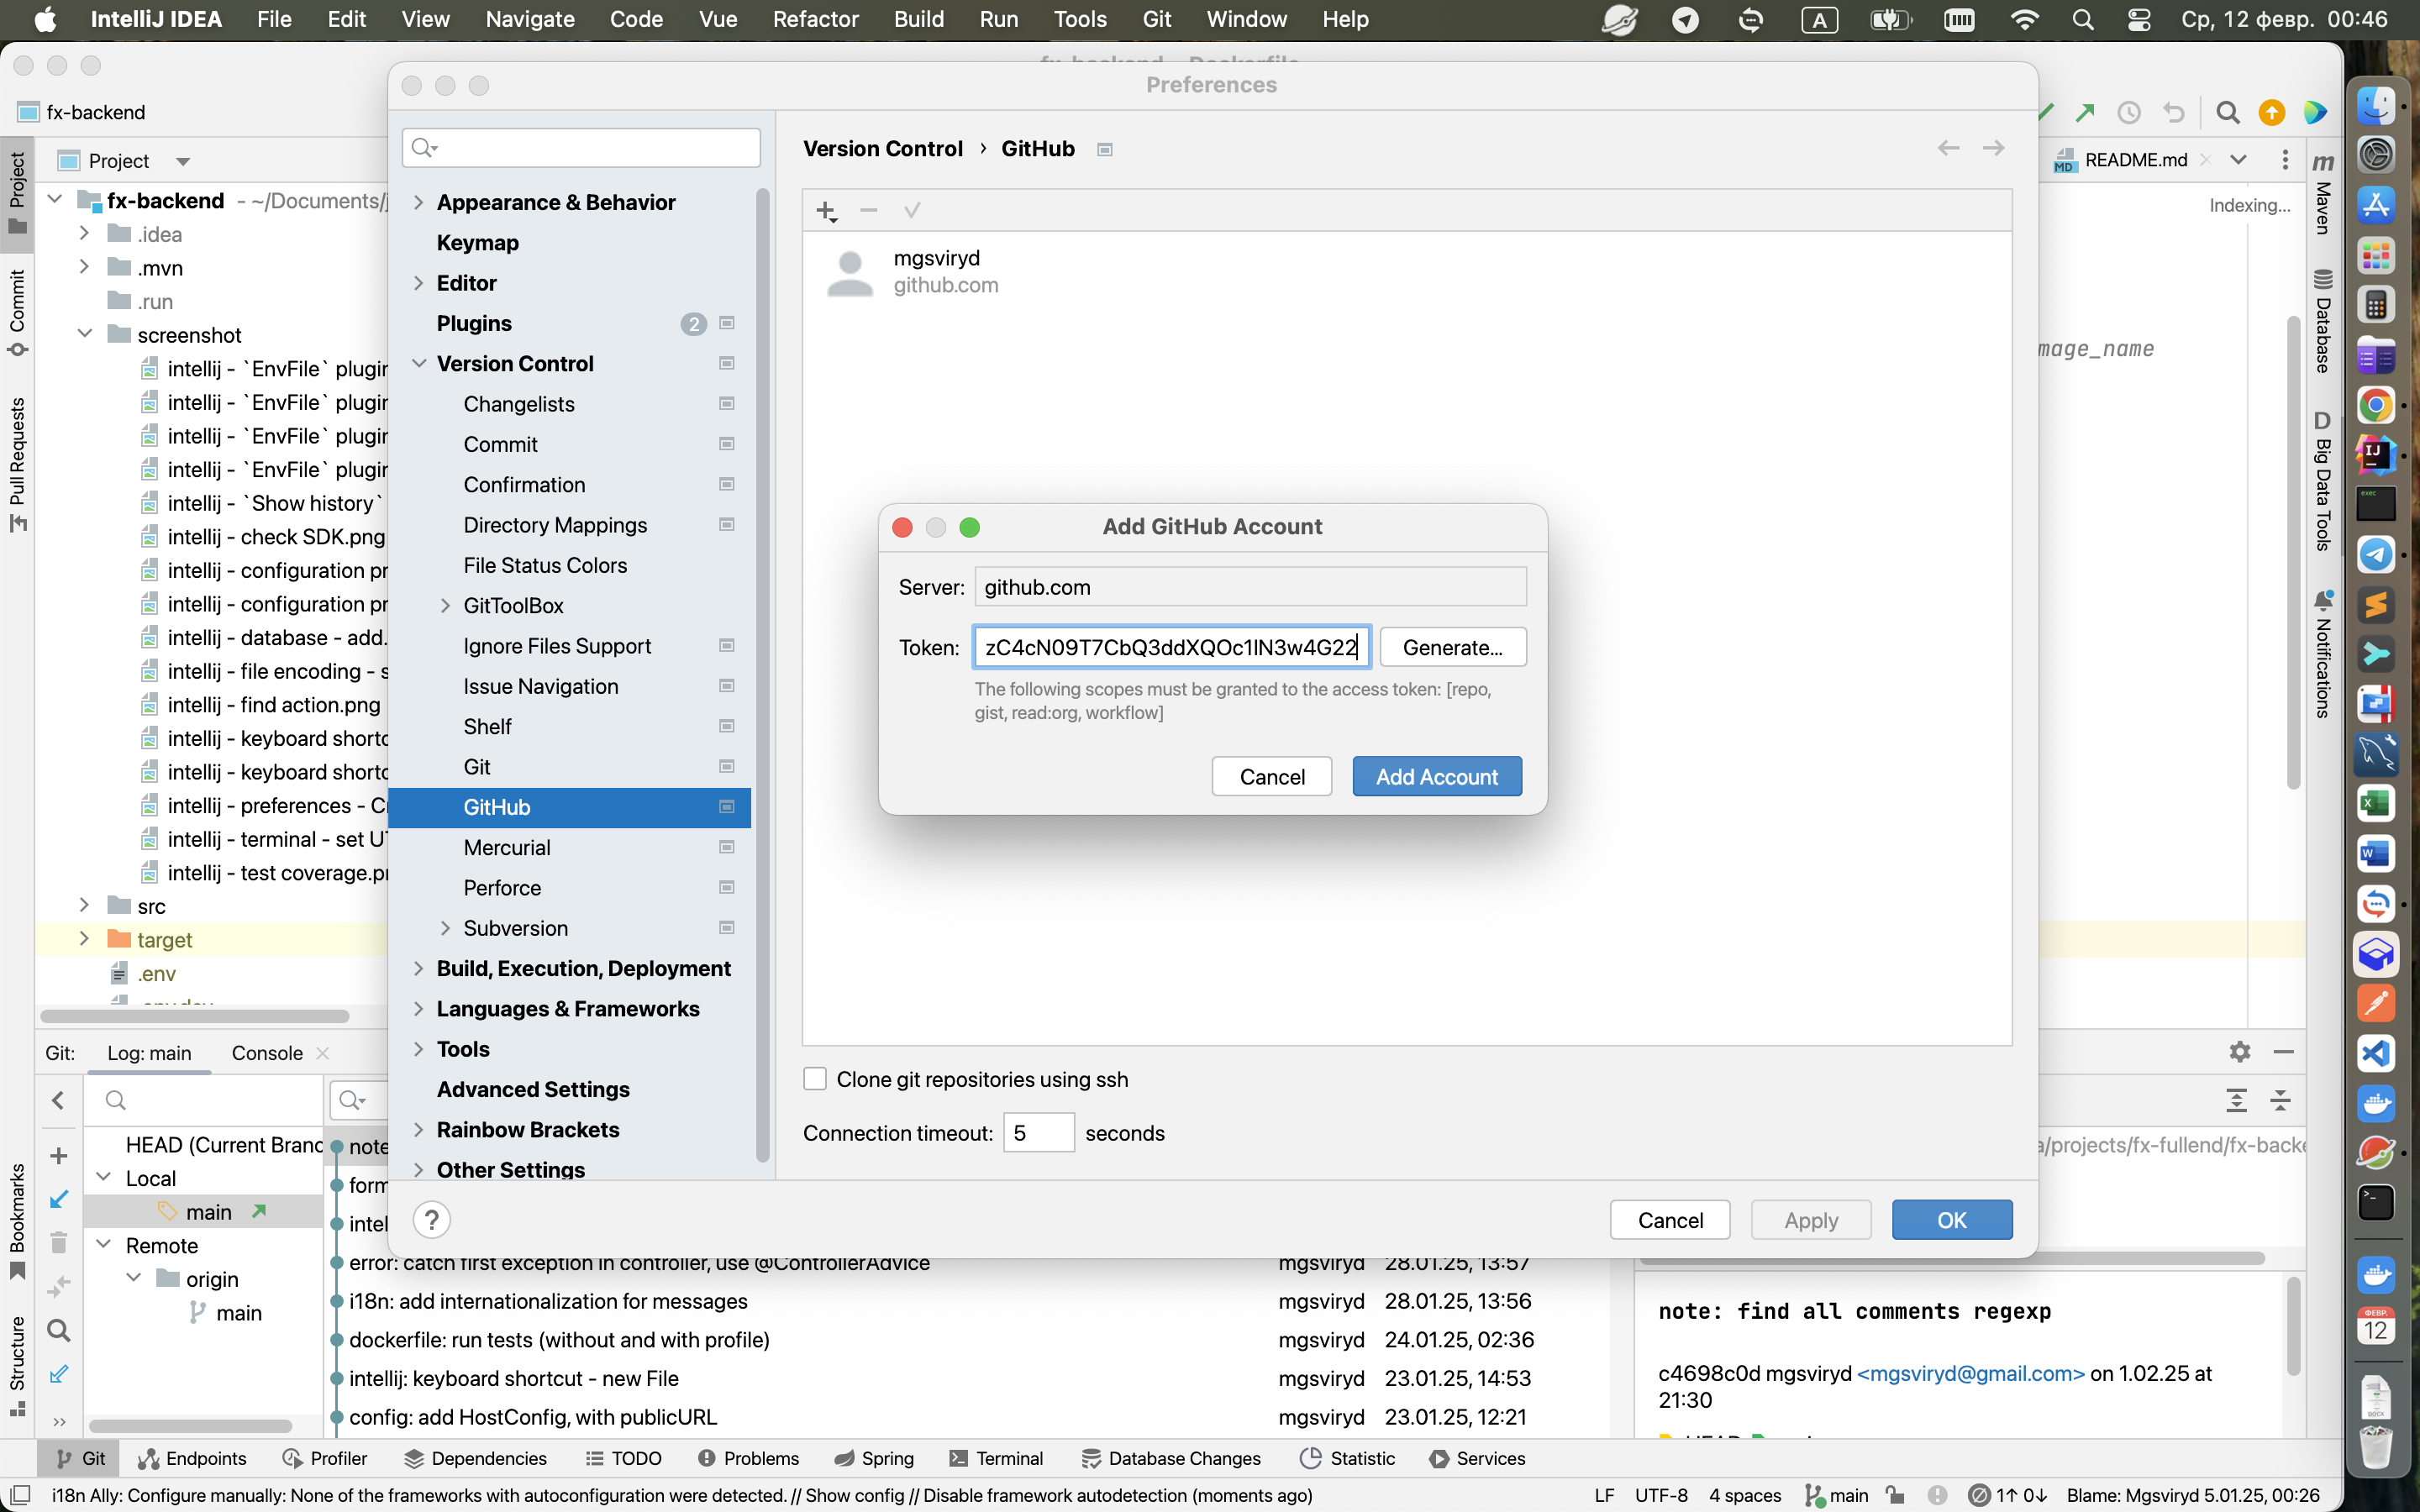 IntelliJ IDEA File Edit View Navigate Code Vue Refactor Build Run Tools Git Window Help A Ср, 12 февр. 00:46
Preferences
fx-backend
Project
README.md
Indexing...
fx-backend - ~/Documents/j
.idea
.mvn
.run
screenshot
intellij - `EnvFile` plugin
intellij - `EnvFile` plugin
intellij - `EnvFile` plugin
intellij - `EnvFile` plugin
intellij - `Show history`
intellij - check SDK.png
intellij - configuration pr
intellij - configuration pr
intellij - database - add.
intellij - file encoding - s
intellij - find action.png
intellij - keyboard shortc
intellij - keyboard shortc
intellij - preferences - Cr
intellij - terminal - set UT
intellij - test coverage.pr
src
target
.env
Project
Commit
Pull Requests
Bookmarks
Structure
Appearance & Behavior
Keymap
Editor
Plugins 2
Version Control
Changelists
Commit
Confirmation
Directory Mappings
File Status Colors
GitToolBox
Ignore Files Support
Issue Navigation
Shelf
Git
GitHub
Mercurial
Perforce
Subversion
Build, Execution, Deployment
Languages & Frameworks
Tools
Advanced Settings
Rainbow Brackets
Other Settings
Version Control › GitHub
mgsviryd
github.com
Add GitHub Account
Server: github.com
Token: zC4cN09T7CbQ3ddXQOc1lN3w4G22 Generate...
The following scopes must be granted to the access token: [repo,
gist, read:org, workflow]
Cancel Add Account
Clone git repositories using ssh
Connection timeout: 5 seconds
? Cancel Apply OK
mage_name
m Maven
Database
D Big Data Tools
Notifications
Git: Log: main Console
HEAD (Current Branc
Local
main
Remote
origin
main
note
form
intel
error: catch first exception in controller, use @ControllerAdvice mgsviryd 28.01.25, 13:57
i18n: add internationalization for messages mgsviryd 28.01.25, 13:56
dockerfile: run tests (without and with profile) mgsviryd 24.01.25, 02:36
intellij: keyboard shortcut - new File mgsviryd 23.01.25, 14:53
config: add HostConfig, with publicURL mgsviryd 23.01.25, 12:21
a/projects/fx-fullend/fx-backe
note: find all comments regexp
c4698c0d mgsviryd <mgsviryd@gmail.com> on 1.02.25 at
21:30
Git Endpoints Profiler Dependencies TODO Problems Spring Terminal Database Changes Statistic Services
i18n Ally: Configure manually: None of the frameworks with autoconfiguration were detected. // Show config // Disable framework autodetection (moments ago) LF UTF-8 4 spaces main 1↑ 0↓ Blame: Mgsviryd 5.01.25, 00:26
ФЕВР.
12